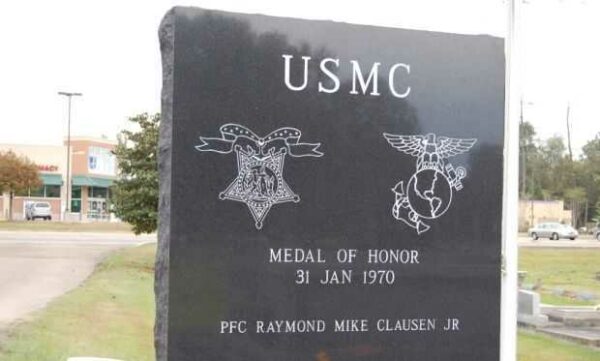 USMC
MEDAL OF HONOR
31 JAN 1970
PFC RAYMOND MIKE CLAUSEN JR